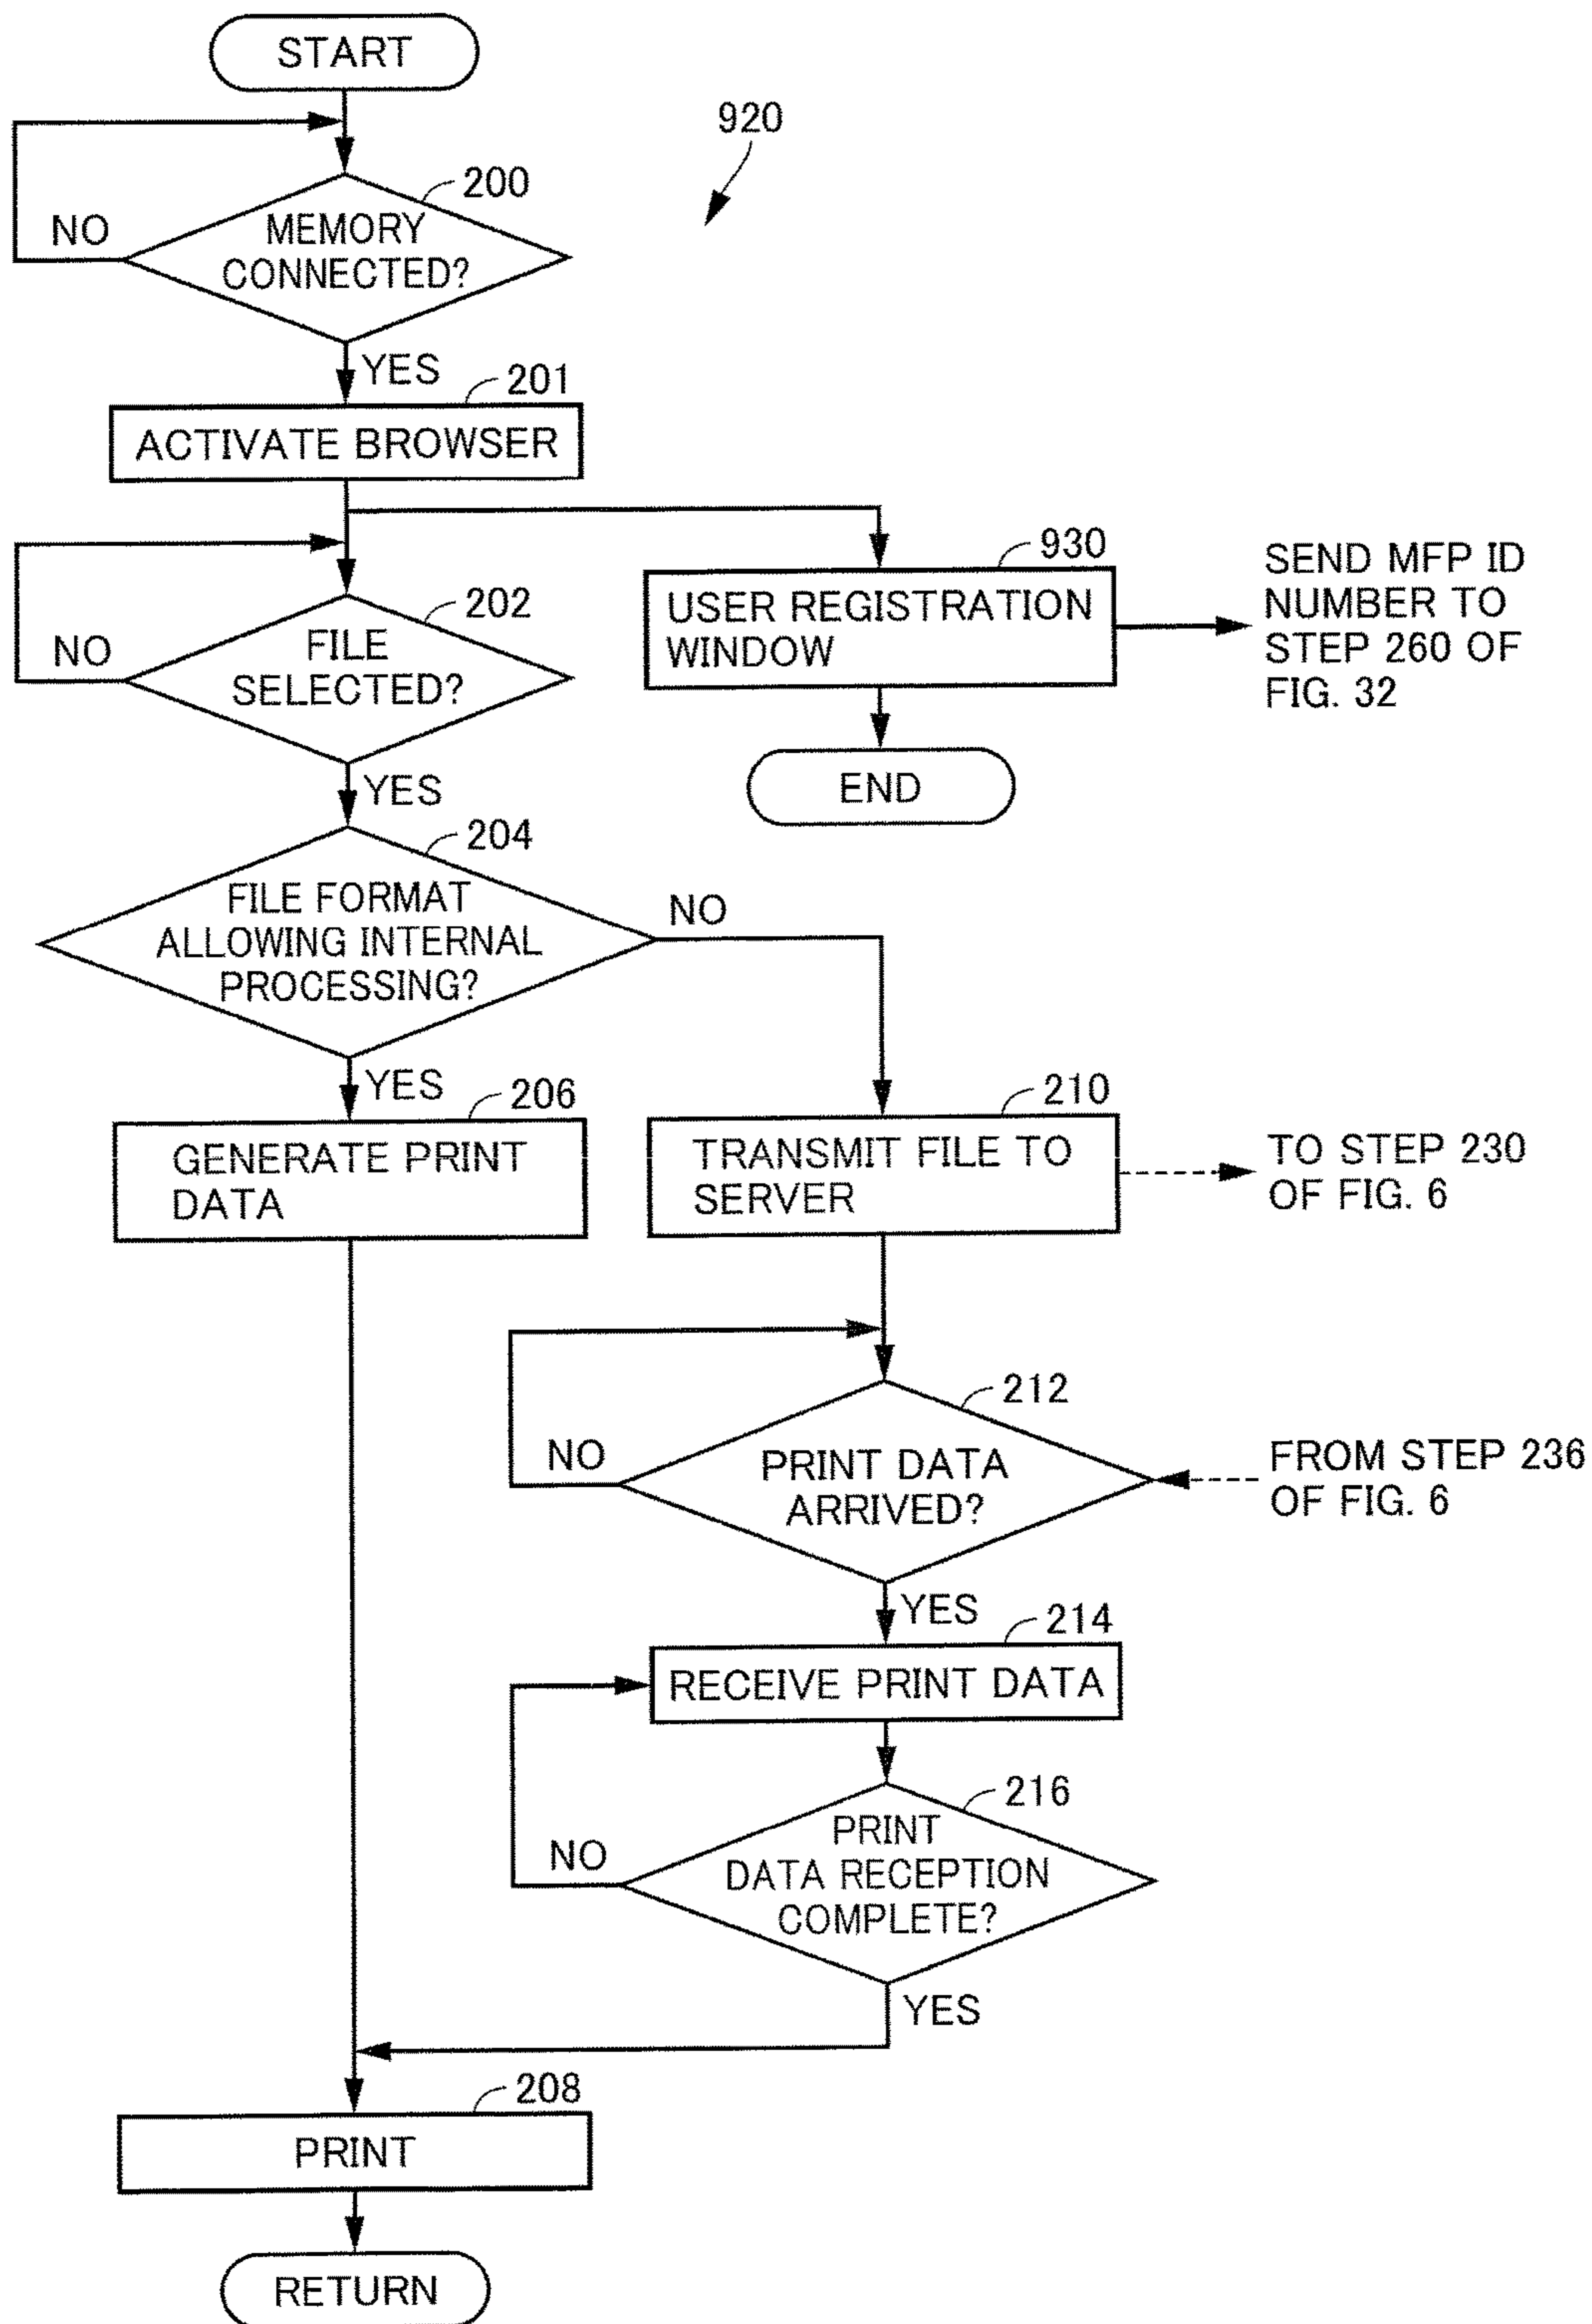 START
920
200
NO
MEMORY
CONNECTED?
YES
201
ACTIVATE BROWSER
930
USER REGISTRATION
WINDOW
SEND MFP ID
NUMBER TO
STEP 260 OF
FIG. 32
202
NO
FILE
SELECTED?
END
YES
204
FILE FORMAT
ALLOWING INTERNAL
PROCESSING?
NO
YES
206
GENERATE PRINT
DATA
210
TRANSMIT FILE TO
SERVER
TO STEP 230
OF FIG. 6
212
NO
PRINT DATA
ARRIVED?
FROM STEP 236
OF FIG. 6
YES
214
RECEIVE PRINT DATA
216
NO
PRINT
DATA RECEPTION
COMPLETE?
YES
208
PRINT
RETURN